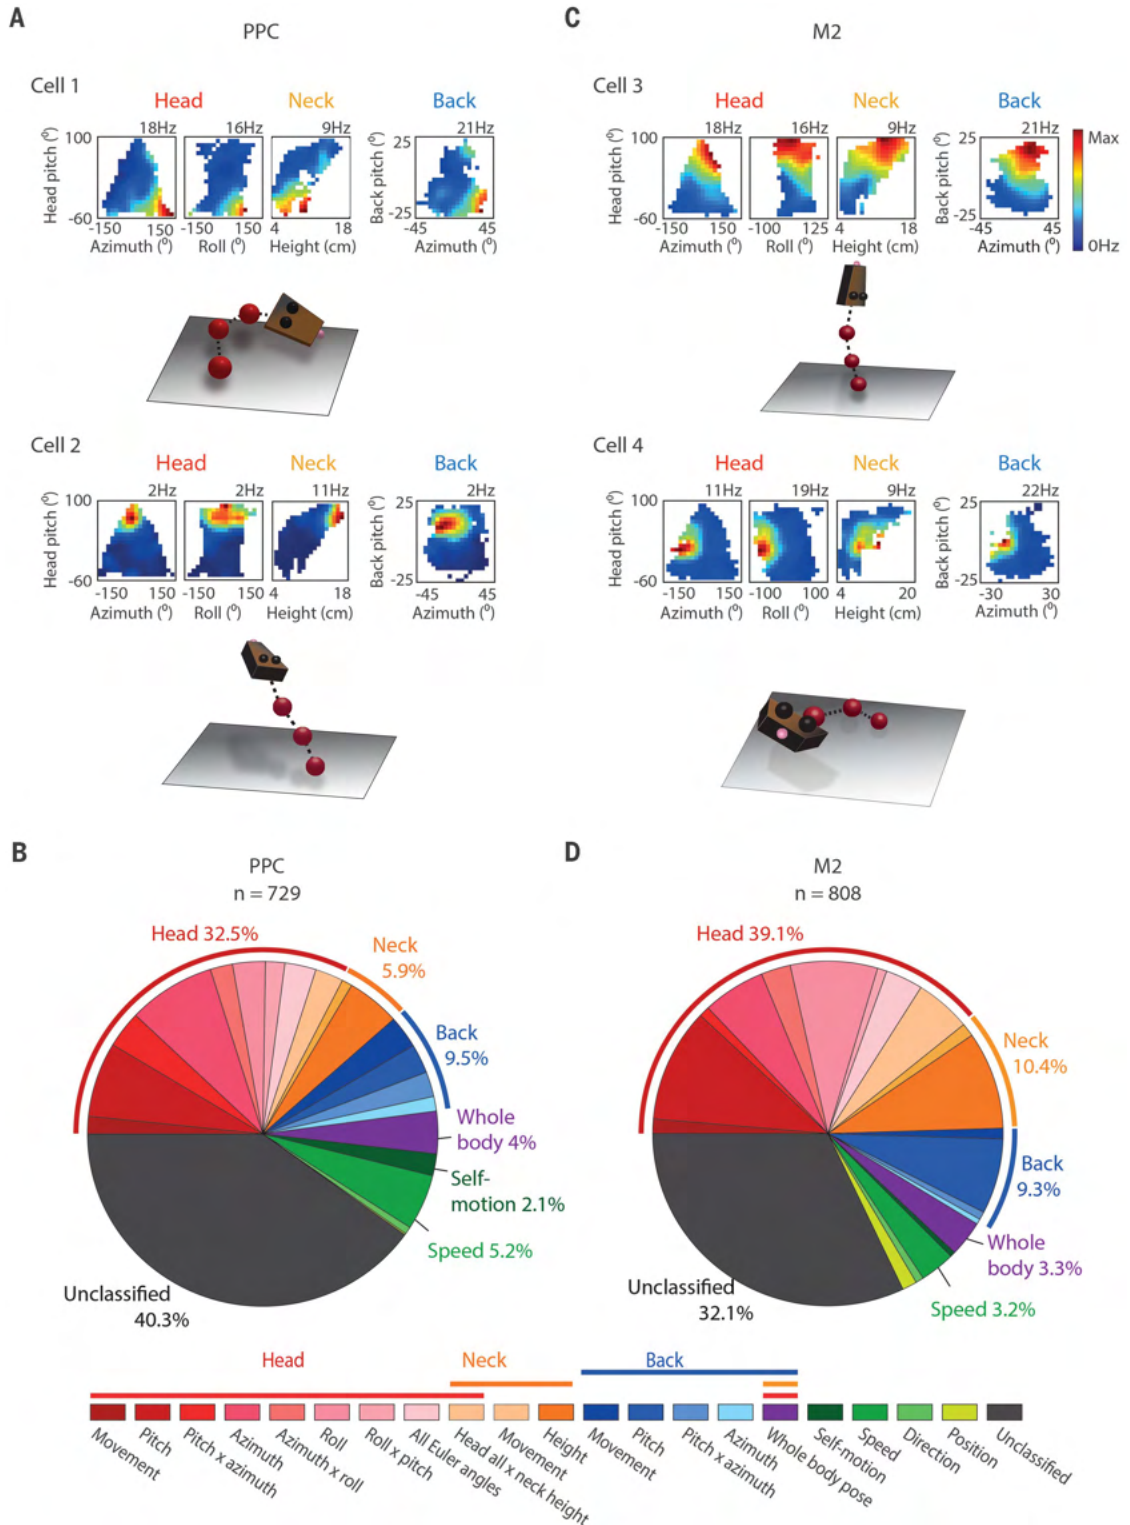 A
PPC
Cell 1
Head Neck Back
18Hz 16Hz 9Hz 21Hz
Head pitch (º) 100 -60
Back pitch (º) 25 -25
-150 150 -150 150 4 18 -45 45
Azimuth (º) Roll (º) Height (cm) Azimuth (º)
Cell 2
Head Neck Back
2Hz 2Hz 11Hz 2Hz
Head pitch (º) 100 -60
Back pitch (º) 25 -25
-150 150 -150 150 4 18 -45 45
Azimuth (º) Roll (º) Height (cm) Azimuth (º)
C
M2
Cell 3
Head Neck Back
18Hz 16Hz 9Hz 21Hz
Head pitch (º) 100 -60
Back pitch (º) 25 -25
-150 150 -100 125 4 18 -45 45
Azimuth (º) Roll (º) Height (cm) Azimuth (º)
Max
0Hz
Cell 4
Head Neck Back
11Hz 19Hz 9Hz 22Hz
Head pitch (º) 100 -60
Back pitch (º) 25 -25
-150 150 -100 100 4 20 -30 30
Azimuth (º) Roll (º) Height (cm) Azimuth (º)
B
PPC
n = 729
Head 32.5%
Neck
5.9%
Back
9.5%
Whole
body 4%
Self-
motion 2.1%
Speed 5.2%
Unclassified
40.3%
D
M2
n = 808
Head 39.1%
Neck
10.4%
Back
9.3%
Whole
body 3.3%
Speed 3.2%
Unclassified
32.1%
Head Neck Back
Movement
Pitch
Pitch x azimuth
Azimuth
Azimuth x roll
Roll
Roll x pitch
All Euler angles
Head all x neck height
Movement
Height
Movement
Pitch
Pitch x azimuth
Azimuth
Whole body pose
Self-motion
Speed
Direction
Position
Unclassified